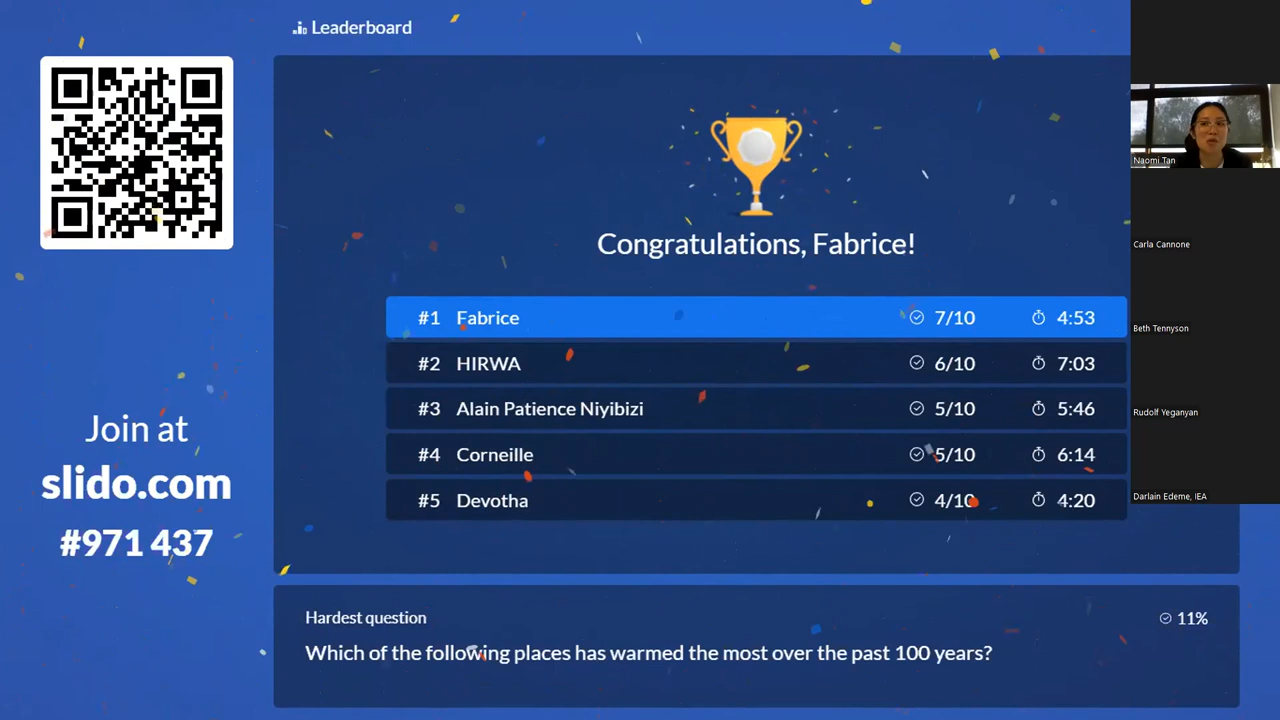 Leaderboard
Congratulations, Fabrice!
#1 Fabrice 7/10 4:53
#2 HIRWA 6/10 7:03
#3 Alain Patience Niyibizi 5/10 5:46
#4 Corneille 5/10 6:14
#5 Devotha 4/10 4:20
Join at
slido.com
#971 437
Hardest question 11%
Which of the following places has warmed the most over the past 100 years?
Naomi Tan
Carla Cannone
Beth Tennyson
Rudolf Yeganyan
Darlain Edeme, IEA